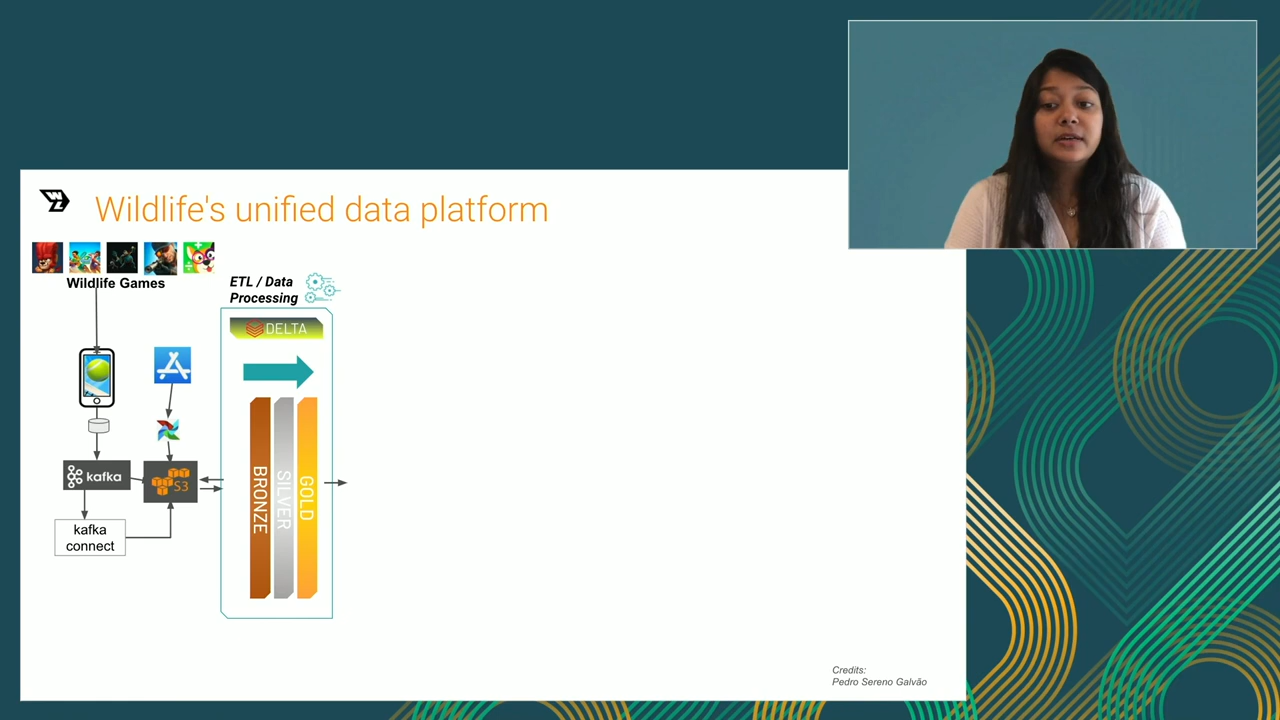 Wildlife's unified data platform
Wildlife Games
ETL / Data
Processing
DELTA
kafka
S3
kafka
connect
BRONZE
SILVER
GOLD
Credits:
Pedro Sereno Galvão